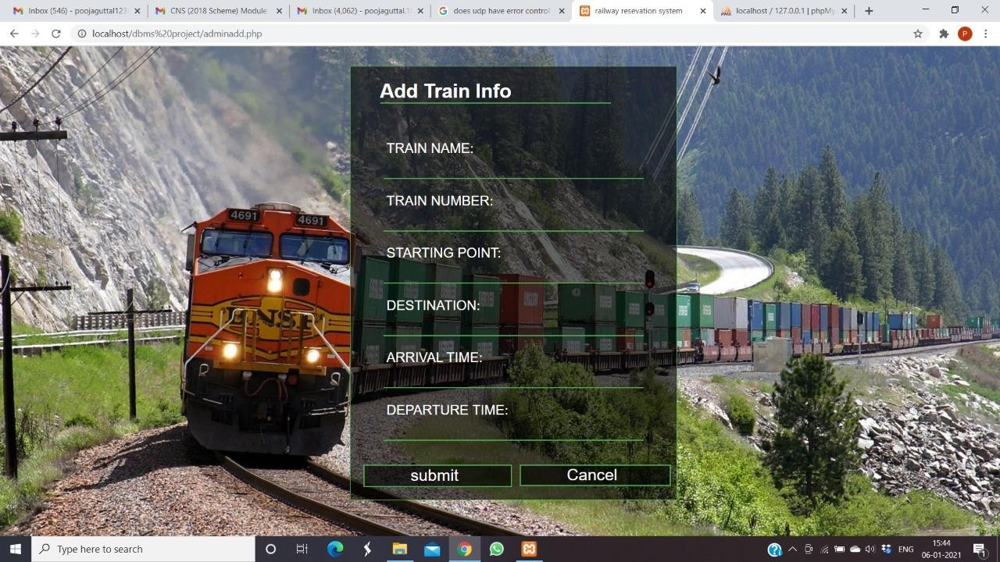 Inbox (546) - poojaguttal123
CNS (2018 Scheme) Module
Inbox (4,062) - poojaguttal.1
does udp have error control
railway resevation system
localhost / 127.0.0.1 | phpMy
localhost/dbms%20project/adminadd.php
P
Add Train Info
TRAIN NAME:
TRAIN NUMBER:
STARTING POINT:
DESTINATION:
ARRIVAL TIME:
DEPARTURE TIME:
submit
Cancel
4691
4691
BNSF
Type here to search
ENG
15:44
06-01-2021
1